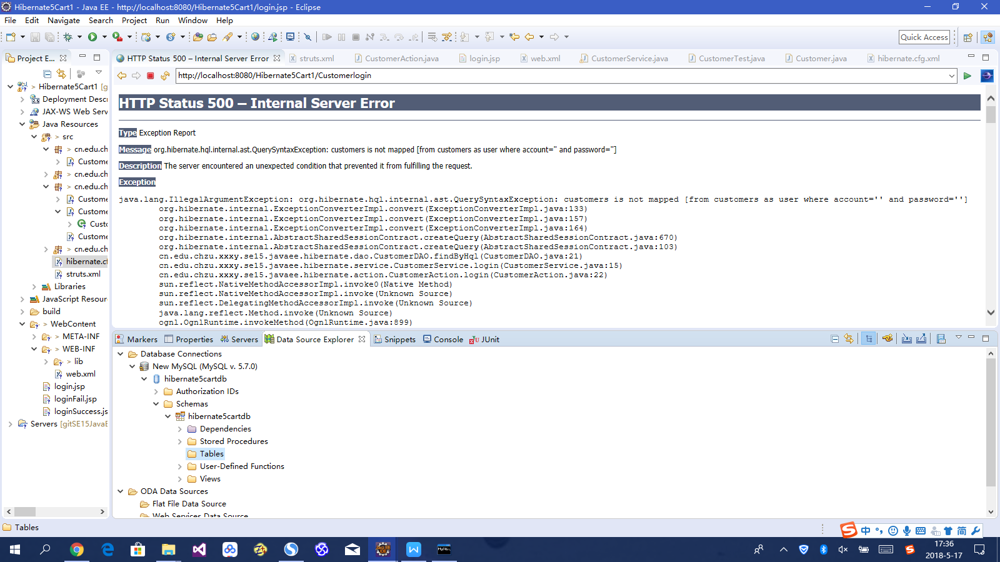 Hibernate5Cart1 - Java EE - http://localhost:8080/Hibernate5Cart1/login.jsp - Eclipse
File Edit Navigate Search Project Run Window Help
Quick Access
Project E...
Hibernate5Cart1 [g
Deployment Descr
JAX-WS Web Serv
Java Resources
> src
> cn.edu.ch
Custome
> cn.edu.ch
> cn.edu.ch
Custome
Custome
Custo
Custome
> cn.edu.ch
hibernate.cf
struts.xml
Libraries
JavaScript Resour
build
> WebContent
> META-INF
> WEB-INF
> lib
web.xml
login.jsp
loginFail.jsp
loginSuccess.js
Servers [gitSE15JavaE
HTTP Status 500 – Internal Server Error struts.xml CustomerAction.java login.jsp web.xml CustomerService.java CustomerTest.java Customer.java hibernate.cfg.xml
http://localhost:8080/Hibernate5Cart1/Customerlogin
HTTP Status 500 – Internal Server Error
Type Exception Report
Message org.hibernate.hql.internal.ast.QuerySyntaxException: customers is not mapped [from customers as user where account='' and password='']
Description The server encountered an unexpected condition that prevented it from fulfilling the request.
Exception
java.lang.IllegalArgumentException: org.hibernate.hql.internal.ast.QuerySyntaxException: customers is not mapped [from customers as user where account='' and password='']
org.hibernate.internal.ExceptionConverterImpl.convert(ExceptionConverterImpl.java:133)
org.hibernate.internal.ExceptionConverterImpl.convert(ExceptionConverterImpl.java:157)
org.hibernate.internal.ExceptionConverterImpl.convert(ExceptionConverterImpl.java:164)
org.hibernate.internal.AbstractSharedSessionContract.createQuery(AbstractSharedSessionContract.java:670)
org.hibernate.internal.AbstractSharedSessionContract.createQuery(AbstractSharedSessionContract.java:103)
cn.edu.chzu.xxxy.se15.javaee.hibernate.dao.CustomerDAO.findByHql(CustomerDAO.java:21)
cn.edu.chzu.xxxy.se15.javaee.hibernate.service.CustomerService.login(CustomerService.java:15)
cn.edu.chzu.xxxy.se15.javaee.hibernate.action.CustomerAction.login(CustomerAction.java:22)
sun.reflect.NativeMethodAccessorImpl.invoke0(Native Method)
sun.reflect.NativeMethodAccessorImpl.invoke(Unknown Source)
sun.reflect.DelegatingMethodAccessorImpl.invoke(Unknown Source)
java.lang.reflect.Method.invoke(Unknown Source)
ognl.OgnlRuntime.invokeMethod(OgnlRuntime.java:899)
Markers Properties Servers Data Source Explorer Snippets Console JUnit
Database Connections
New MySQL (MySQL v. 5.7.0)
hibernate5cartdb
Authorization IDs
Schemas
hibernate5cartdb
Dependencies
Stored Procedures
Tables
User-Defined Functions
Views
ODA Data Sources
Flat File Data Source
Web Services Data Source
Tables
中 简
17:36
2018-5-17